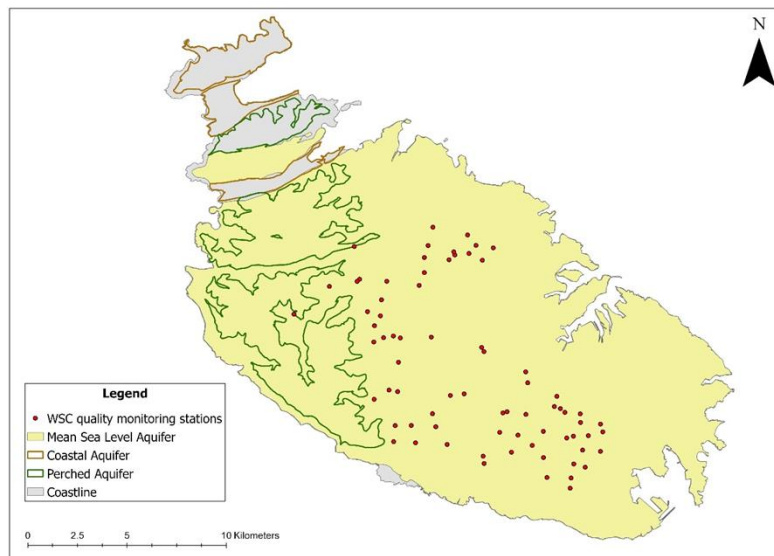 N
Legend
WSC quality monitoring stations
Mean Sea Level Aquifer
Coastal Aquifer
Perched Aquifer
Coastline
0 2.5 5 10 Kilometers